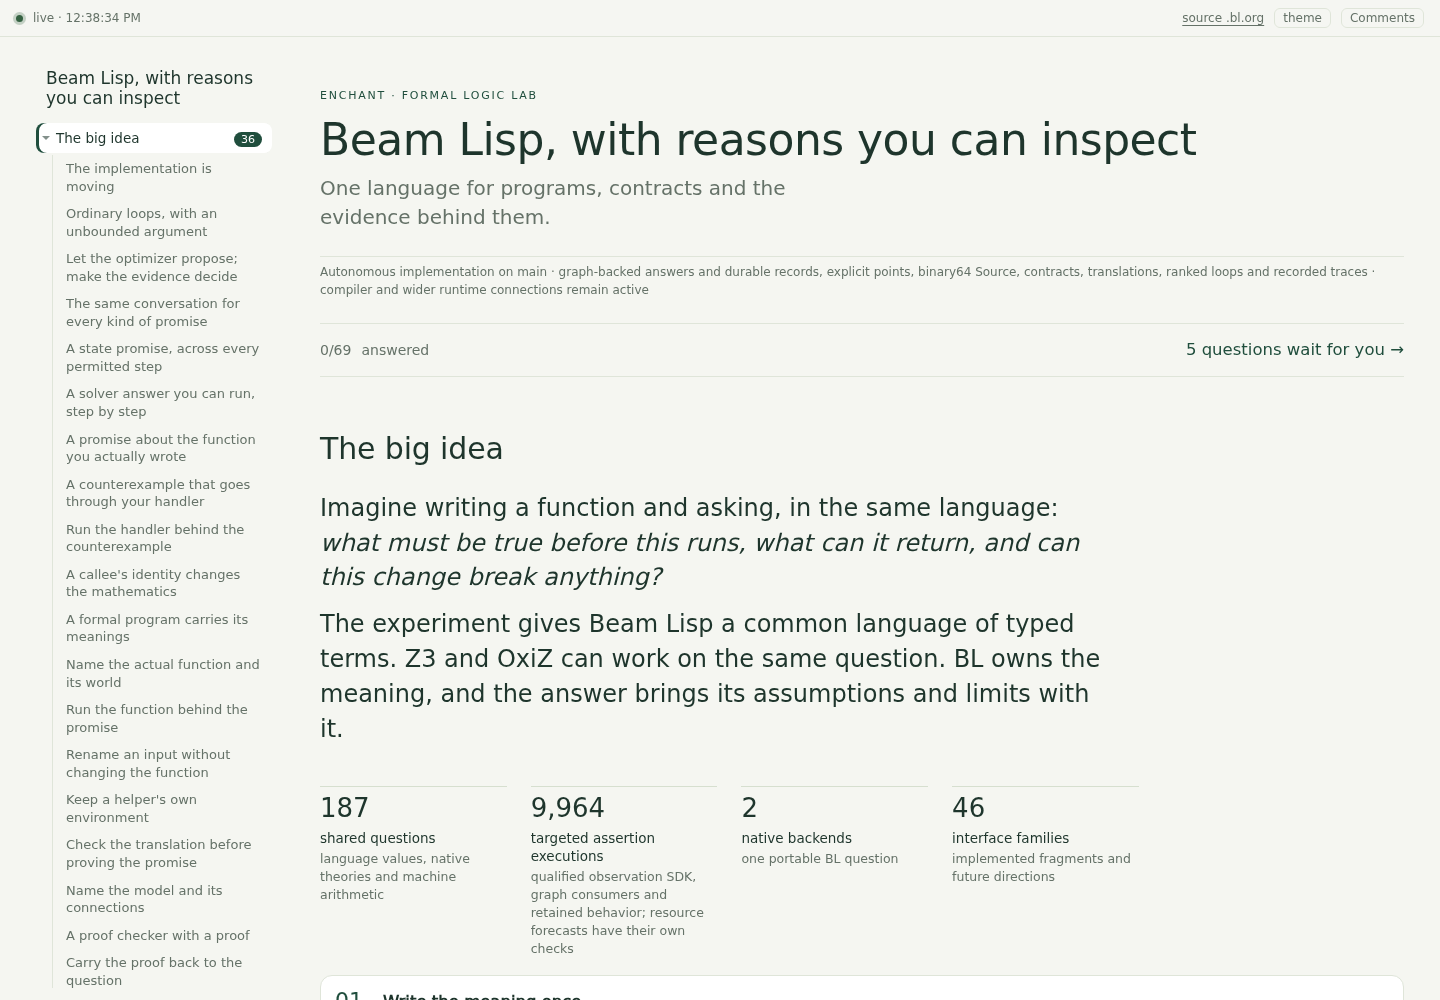 live · 12:38:34 PM
source .bl.org
theme
Comments
Beam Lisp, with reasons
you can inspect
The big idea
36
The implementation is
moving
Ordinary loops, with an
unbounded argument
Let the optimizer propose;
make the evidence decide
The same conversation for
every kind of promise
A state promise, across every
permitted step
A solver answer you can run,
step by step
A promise about the function
you actually wrote
A counterexample that goes
through your handler
Run the handler behind the
counterexample
A callee's identity changes
the mathematics
A formal program carries its
meanings
Name the actual function and
its world
Run the function behind the
promise
Rename an input without
changing the function
Keep a helper's own
environment
Check the translation before
proving the promise
Name the model and its
connections
A proof checker with a proof
Carry the proof back to the
question
ENCHANT · FORMAL LOGIC LAB
Beam Lisp, with reasons you can inspect
One language for programs, contracts and the
evidence behind them.
Autonomous implementation on main · graph-backed answers and durable records, explicit points, binary64 Source, contracts, translations, ranked loops and recorded traces ·
compiler and wider runtime connections remain active
0/69 answered
5 questions wait for you →
The big idea
Imagine writing a function and asking, in the same language:
what must be true before this runs, what can it return, and can
this change break anything?
The experiment gives Beam Lisp a common language of typed
terms. Z3 and OxiZ can work on the same question. BL owns the
meaning, and the answer brings its assumptions and limits with
it.
187
shared questions
language values, native
theories and machine
arithmetic
9,964
targeted assertion
executions
qualified observation SDK,
graph consumers and
retained behavior; resource
forecasts have their own
checks
2
native backends
one portable BL question
46
interface families
implemented fragments and
future directions
01 Write the meaning once